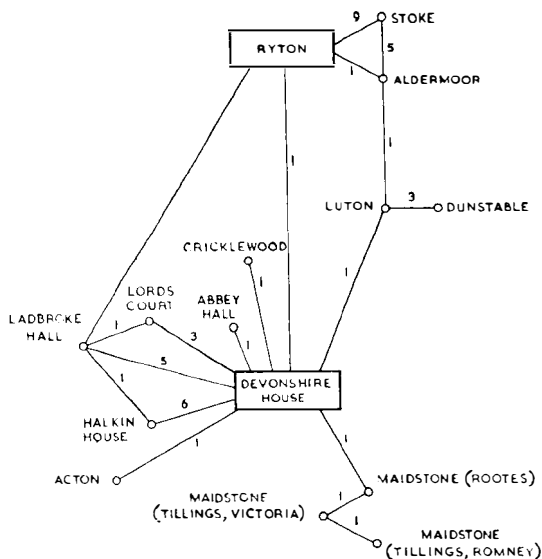 9
STOKE
RYTON
5
1
ALDERMOOR
1
1
LUTON
3
DUNSTABLE
CRICKLEWOOD
1
1
LORDS
COURT
ABBEY
HALL
LADBROKE
HALL
1
3
1
5
DEVONSHIRE
HOUSE
1
6
HALKIN
HOUSE
1
1
ACTON
MAIDSTONE (ROOTES)
MAIDSTONE
(TILLINGS, VICTORIA)
1
1
MAIDSTONE
(TILLINGS, ROMNEY)